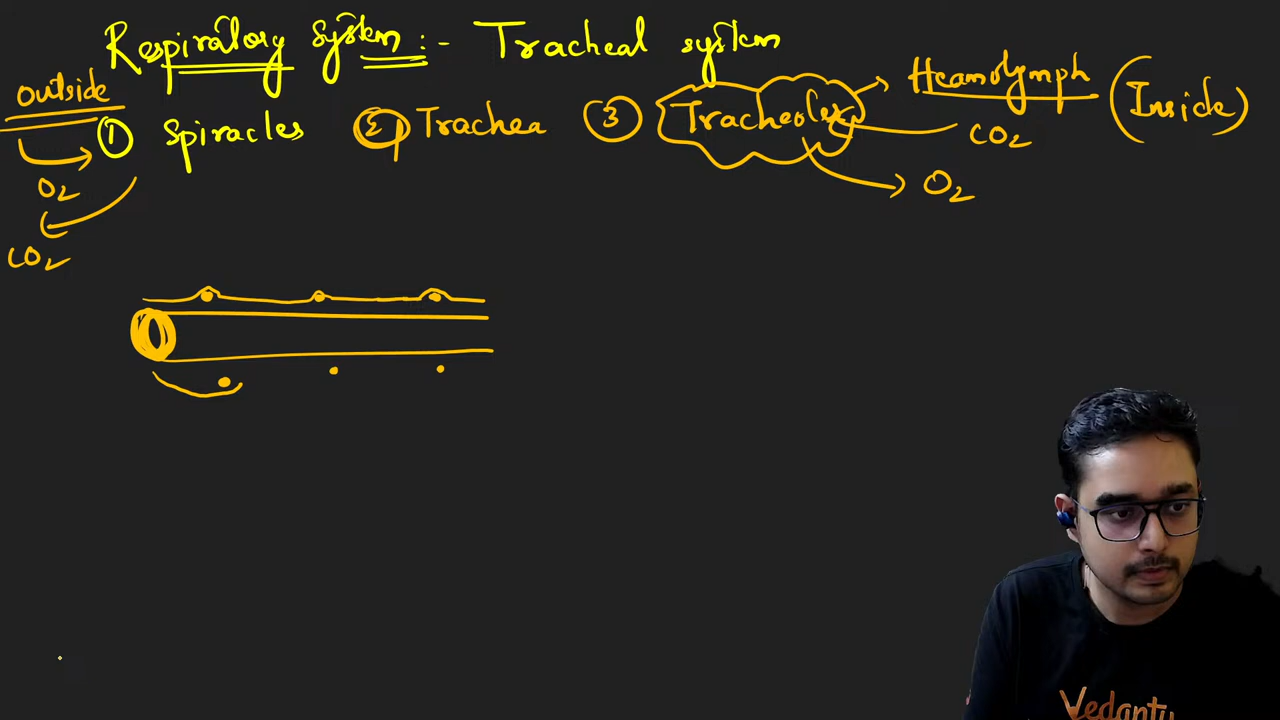 Respiratory system :- Tracheal system
outside
① Spiracles ② Trachea ③ Tracheoles Heamolymph (Inside)
CO₂
O₂
O₂
CO₂
Vedantu